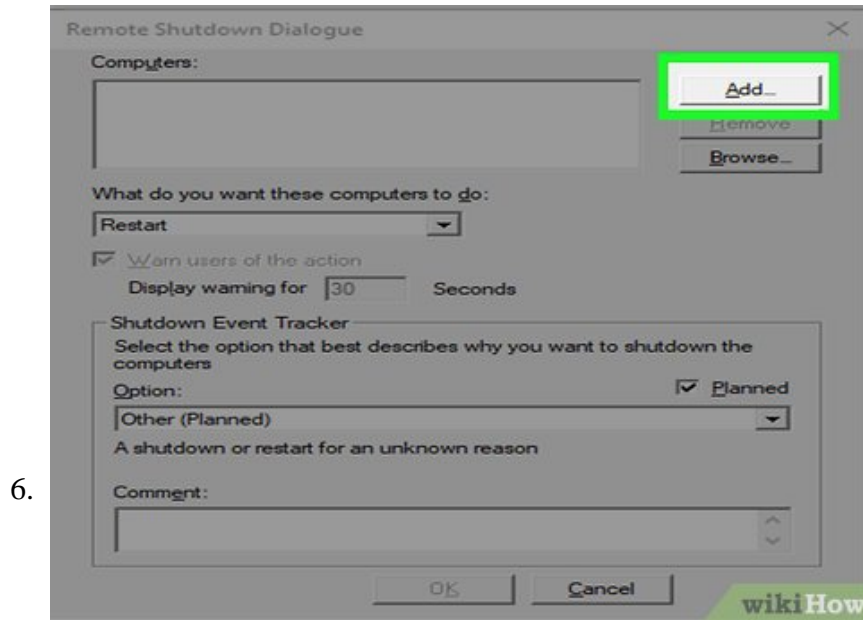 Remote Shutdown Dialogue
Computers:
Add...
Remove
Browse...
What do you want these computers to do:
Restart
Warn users of the action
Display warning for 30 Seconds
Shutdown Event Tracker
Select the option that best describes why you want to shutdown the
computers
Option:
Planned
Other (Planned)
A shutdown or restart for an unknown reason
6.
Comment:
OK
Cancel
wikiHow